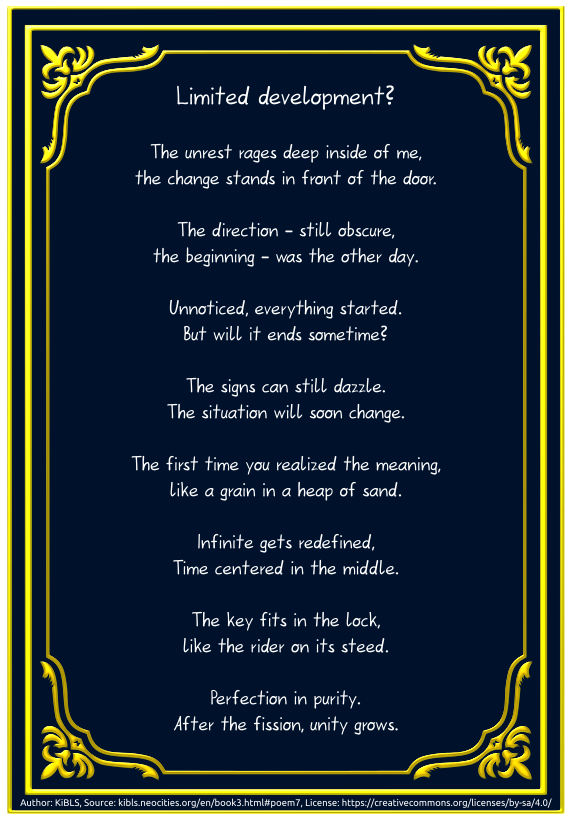 Limited development?
The unrest rages deep inside of me,
the change stands in front of the door.
The direction – still obscure,
the beginning – was the other day.
Unnoticed, everything started.
But will it ends sometime?
The signs can still dazzle.
The situation will soon change.
The first time you realized the meaning,
like a grain in a heap of sand.
Infinite gets redefined,
Time centered in the middle.
The key fits in the lock,
like the rider on its steed.
Perfection in purity.
After the fission, unity grows.
Author: KiBLS, Source: kibls.neocities.org/en/book3.html#poem7, License: https://creativecommons.org/licenses/by-sa/4.0/